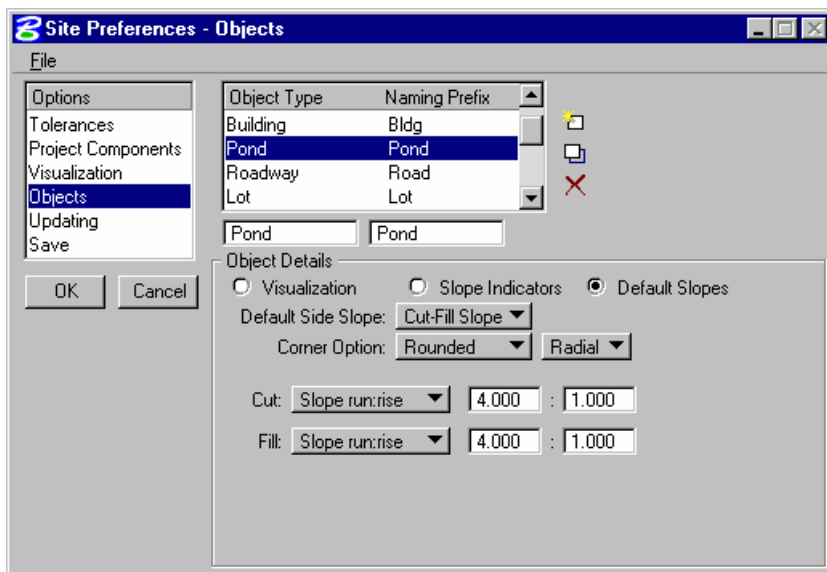 Site Preferences - Objects
File
Options
Tolerances
Project Components
Visualization
Objects
Updating
Save
OK Cancel
Object Type Naming Prefix
Building Bldg
Pond Pond
Roadway Road
Lot Lot
Pond Pond
Object Details
Visualization Slope Indicators Default Slopes
Default Side Slope: Cut-Fill Slope
Corner Option: Rounded Radial
Cut: Slope run:rise 4.000 : 1.000
Fill: Slope run:rise 4.000 : 1.000